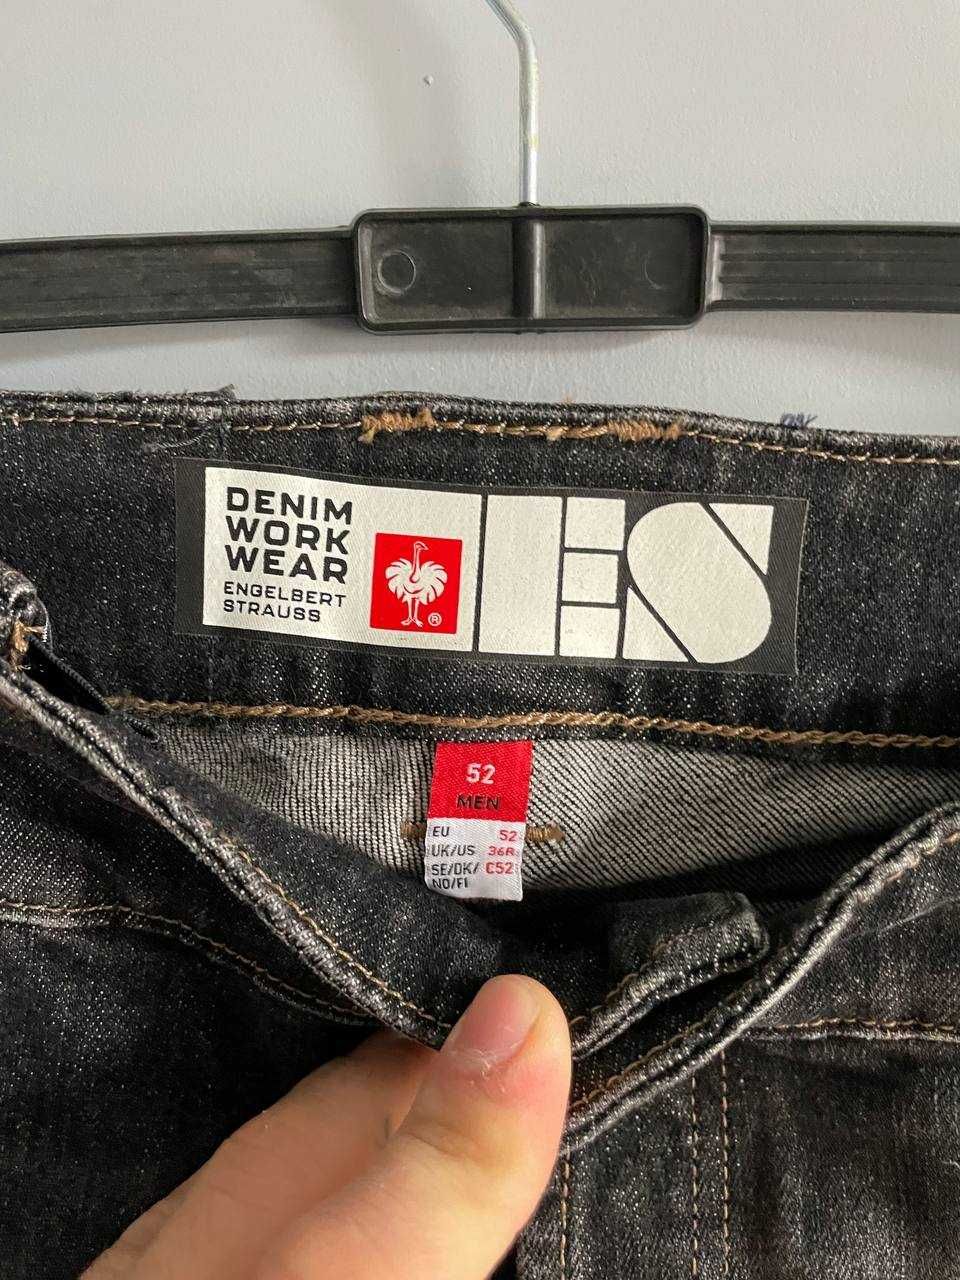 DENIM
WORK
WEAR
ENGELBERT
STRAUSS
®
ES
52
MEN
EU 52
UK/US 36R
SE/DK/ C52
NO/FI